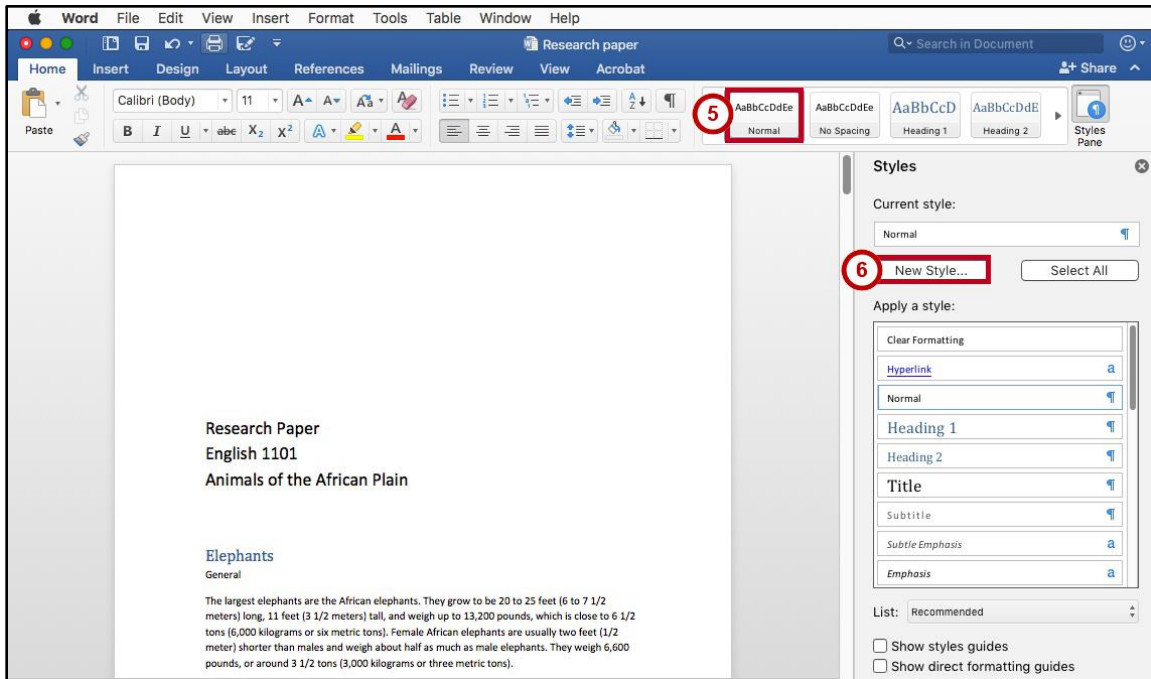 Word File Edit View Insert Format Tools Table Window Help
Research paper
Search in Document
Home Insert Design Layout References Mailings Review View Acrobat
Share
Paste
Calibri (Body) 11 A A Aa A
B I U abc X₂ X² A A
A Z ¶
5
AaBbCcDdEe AaBbCcDdEe AaBbCcD AaBbCcDdE
Normal No Spacing Heading 1 Heading 2
Styles
Pane
Research Paper
English 1101
Animals of the African Plain
Elephants
General
The largest elephants are the African elephants. They grow to be 20 to 25 feet (6 to 7 1/2
meters) long, 11 feet (3 1/2 meters) tall, and weigh up to 13,200 pounds, which is close to 6 1/2
tons (6,000 kilograms or six metric tons). Female African elephants are usually two feet (1/2
meter) shorter than males and weigh about half as much as male elephants. They weigh 6,600
pounds, or around 3 1/2 tons (3,000 kilograms or three metric tons).
Styles
Current style:
Normal ¶
6
New Style... Select All
Apply a style:
Clear Formatting
Hyperlink a
Normal ¶
Heading 1 ¶
Heading 2 ¶
Title ¶
Subtitle ¶
Subtle Emphasis a
Emphasis a
List: Recommended
Show styles guides
Show direct formatting guides